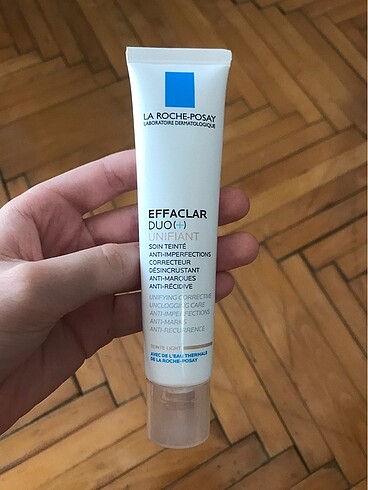 LA ROCHE-POSAY
LABORATOIRE DERMATOLOGIQUE
EFFACLAR
DUO(+)
UNIFIANT
SOIN TEINTÉ
ANTI-IMPERFECTIONS
CORRECTEUR
DÉSINCRUSTANT
ANTI-MARQUES
ANTI-RÉCIDIVE
UNIFYING CORRECTIVE
UNCLOGGING CARE
ANTI-IMPERFECTIONS
ANTI-MARKS
ANTI-RECURRENCE
TEINTE LIGHT
AVEC DE L'EAU THERMALE
DE LA ROCHE-POSAY